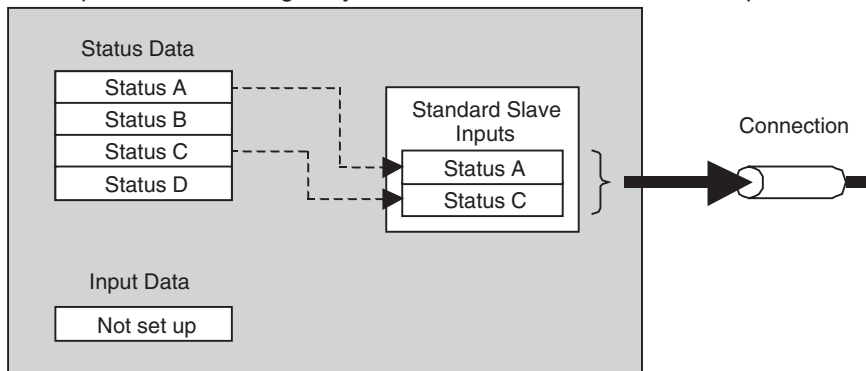 Status Data
Status A
Status B
Status C
Status D
Standard Slave
Inputs
Status A
Status C
Connection
Input Data
Not set up